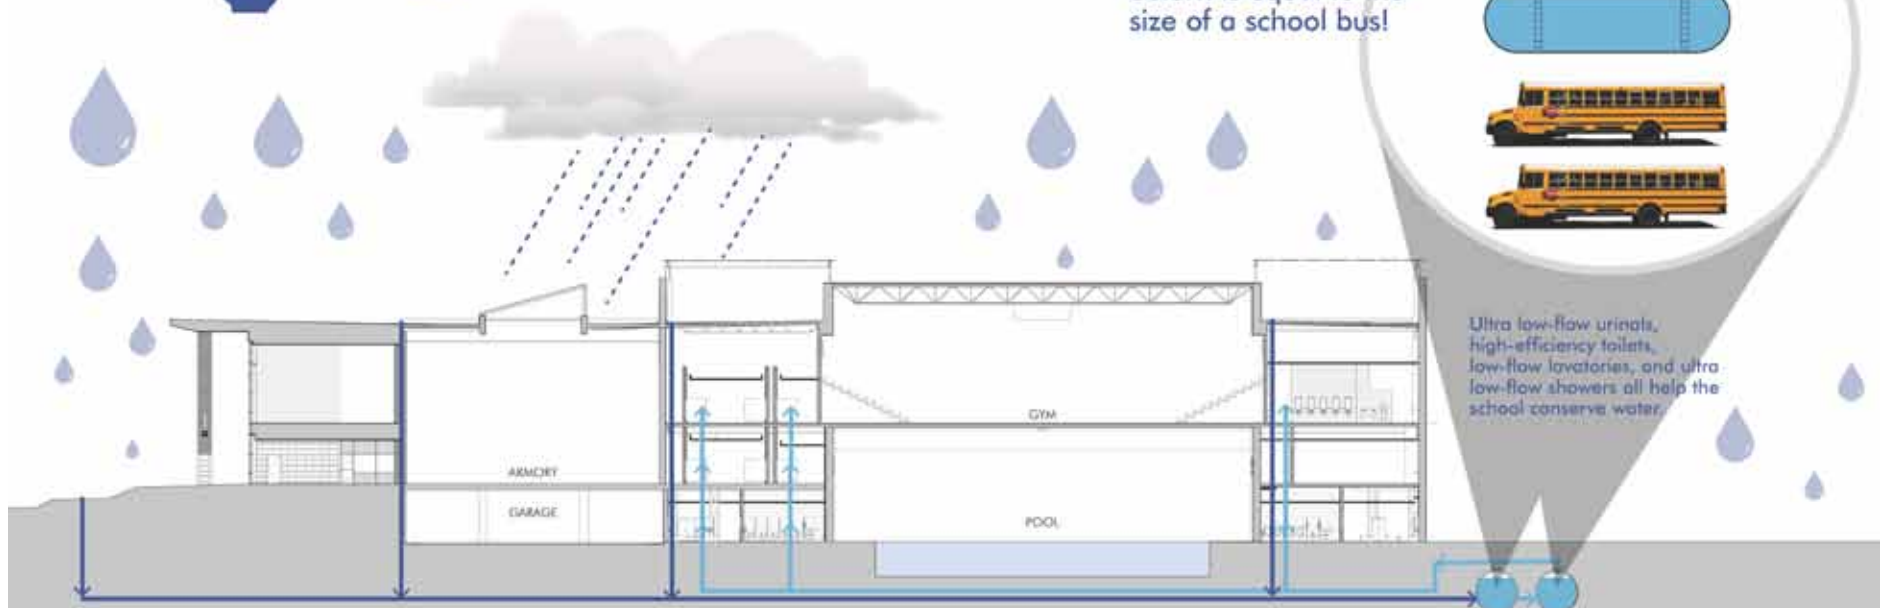 size of a school bus!
Ultra low-flow urinals,
high-efficiency toilets,
low-flow lavatories, and ultra
low-flow showers all help the
school conserve water.
GYM
ARMORY
GARAGE
POOL